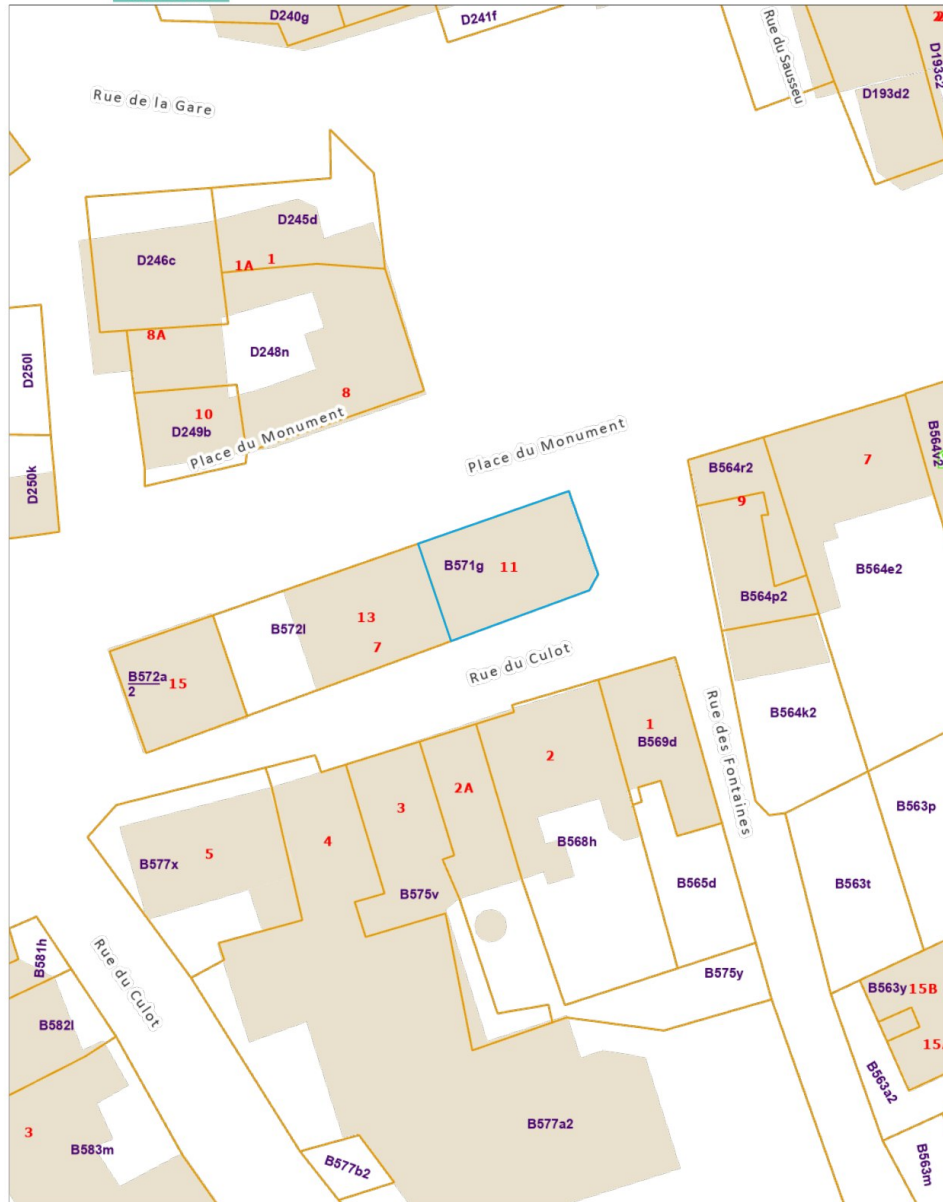 D240g
D241f
Rue du Sausseu
D193c2
D193d2
Rue de la Gare
D245d
D246c
1A
1
8A
D248n
D250l
8
10
D249b
Place du Monument
Place du Monument
D250k
B564r2
7
B564v2
9
B571g
11
B564e2
B564p2
B572l
13
7
Rue du Culot
B572a
2
15
B564k2
1
B569d
Rue des Fontaines
2
2A
3
4
5
B577x
B568h
B575v
B565d
B563p
B563t
B581h
Rue du Culot
B575y
B563y
15B
B582l
15
B563a2
3
B583m
B577a2
B577b2
B563m